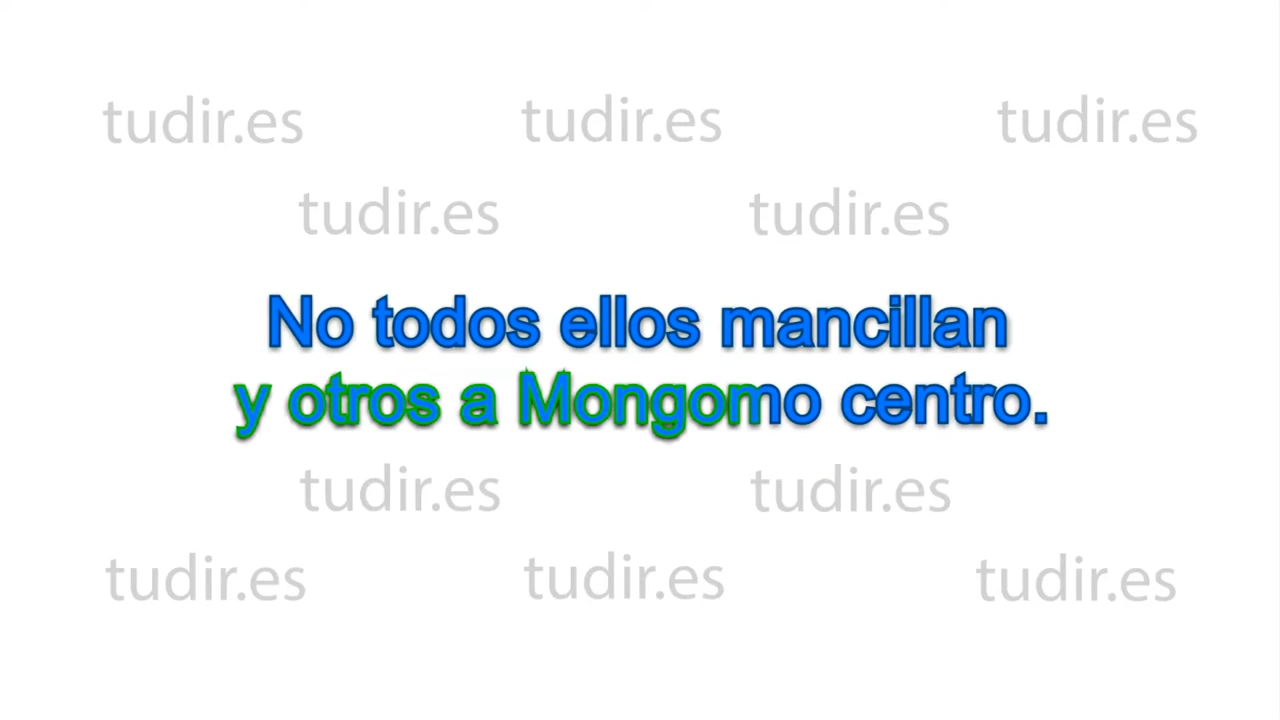 tudir.es tudir.es tudir.es
tudir.es tudir.es
No todos ellos mancillan
y otros a Mongomo centro.
tudir.es tudir.es
tudir.es tudir.es tudir.es